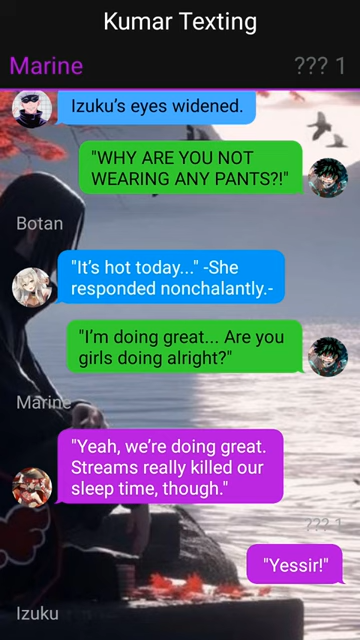 Kumar Texting
Marine
??? 1
Izuku's eyes widened.
"WHY ARE YOU NOT
WEARING ANY PANTS?!"
Botan
"It's hot today..." -She
responded nonchalantly.-
"I'm doing great... Are you
girls doing alright?"
Marine
"Yeah, we're doing great.
Streams really killed our
sleep time, though."
??? 1
"Yessir!"
Izuku